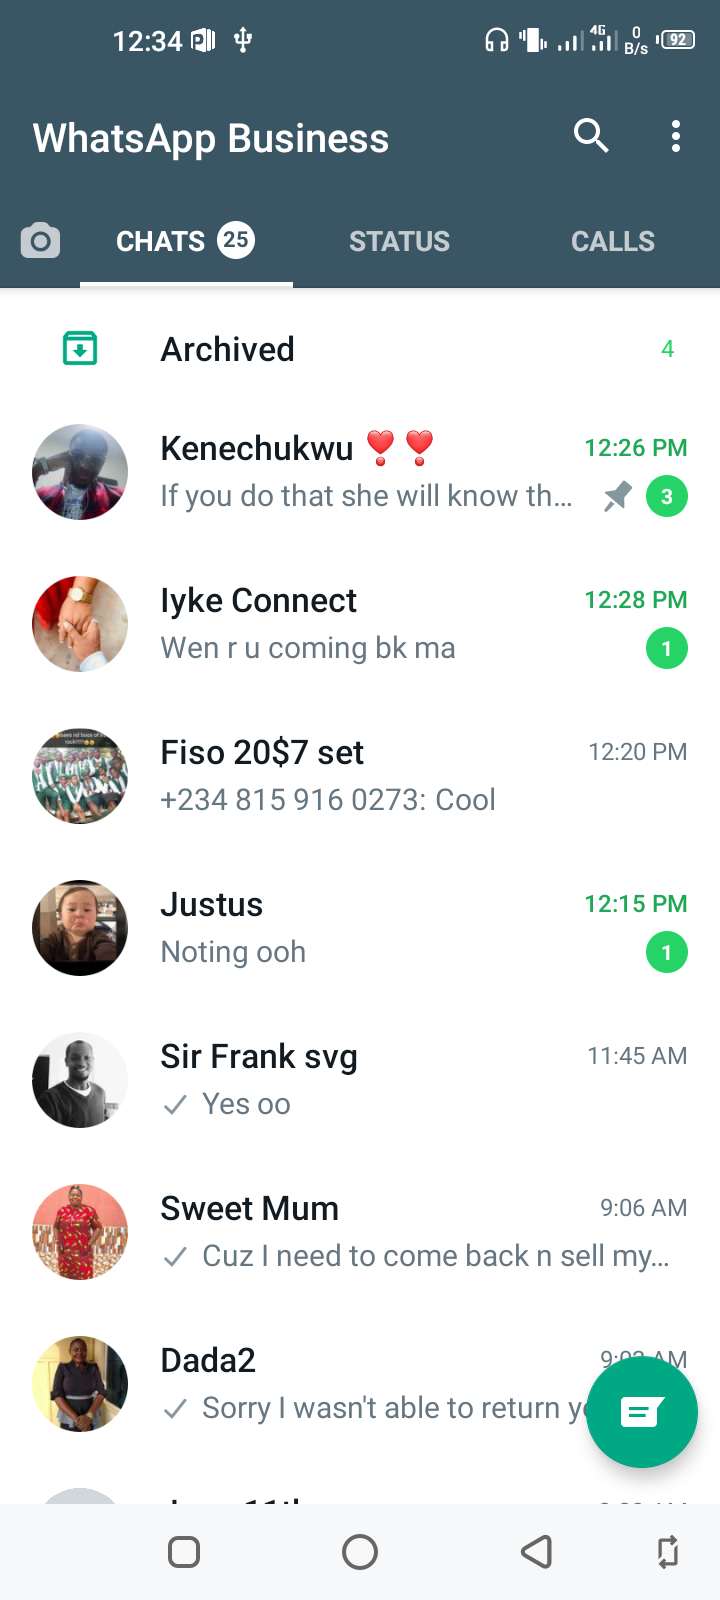 12:34
4G
0
B/s
92
WhatsApp Business
CHATS 25
STATUS
CALLS
Archived
4
Kenechukwu ❣️ ❣️
12:26 PM
If you do that she will know th...
3
Iyke Connect
12:28 PM
Wen r u coming bk ma
1
Fiso 20$7 set
12:20 PM
+234 815 916 0273: Cool
Justus
12:15 PM
Noting ooh
1
Sir Frank svg
11:45 AM
Yes oo
Sweet Mum
9:06 AM
Cuz I need to come back n sell my...
Dada2
Sorry I wasn't able to return